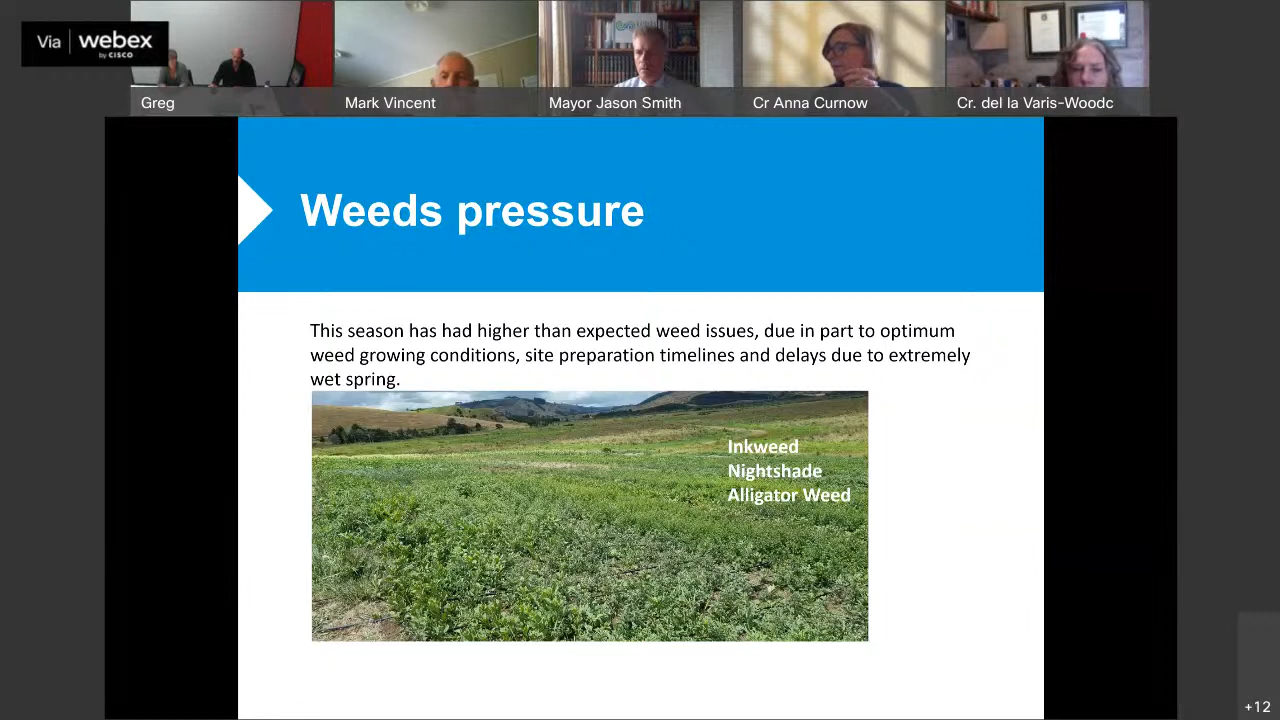 Via webex
by CISCO
Greg
Mark Vincent
Mayor Jason Smith
Cr Anna Curnow
Cr. del la Varis-Woodc
Weeds pressure
This season has had higher than expected weed issues, due in part to optimum
weed growing conditions, site preparation timelines and delays due to extremely
wet spring.
Inkweed
Nightshade
Alligator Weed
+12